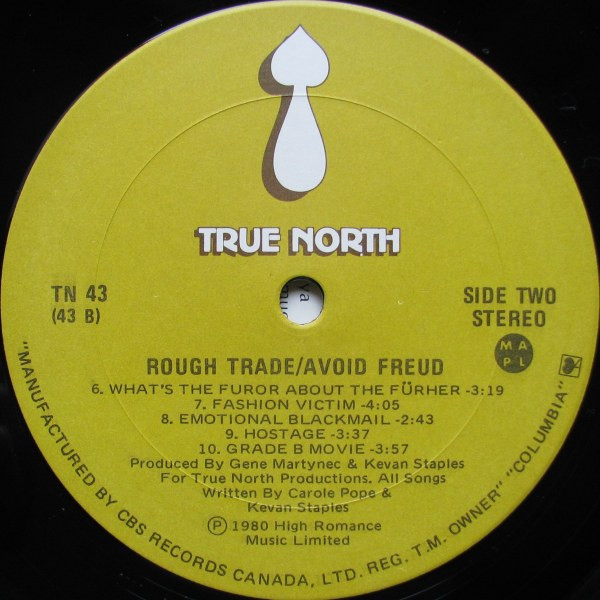 TRUE NORTH
TN 43
(43 B)
SIDE TWO
STEREO
MA
PL
ROUGH TRADE/AVOID FREUD
6. WHAT'S THE FUROR ABOUT THE FÜRHER -3:19
7. FASHION VICTIM -4:05
8. EMOTIONAL BLACKMAIL -2:43
9. HOSTAGE -3:37
10. GRADE B MOVIE -3:57
Produced By Gene Martynec & Kevan Staples
For True North Productions. All Songs
Written By Carole Pope &
Kevan Staples
Ⓟ 1980 High Romance
Music Limited
"MANUFACTURED BY CBS RECORDS CANADA, LTD. REG. T.M. OWNER" "COLUMBIA"